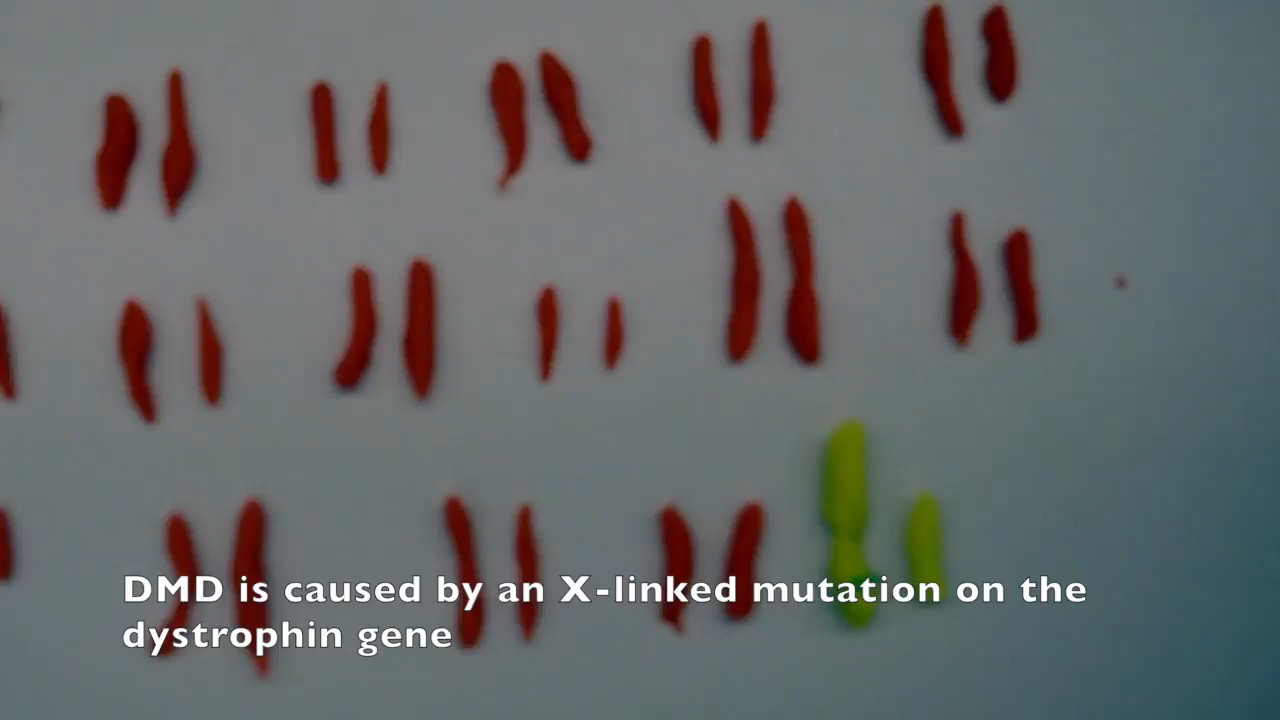 DMD is caused by an X-linked mutation on the
dystrophin gene